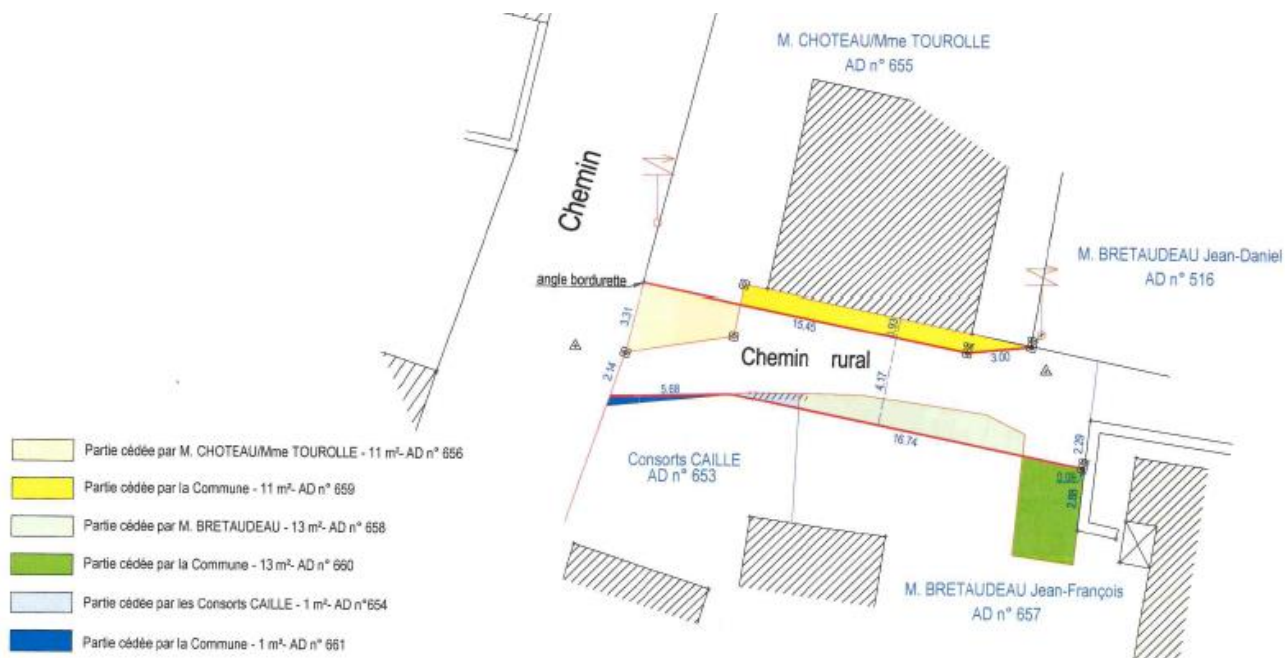 M. CHOTEAU/Mme TOUROLLE
AD n° 655
Chemin
M. BRETAUDEAU Jean-Daniel
AD n° 516
angle bordurette
3.31
15.45
0.93
3.00
2.14
Chemin rural
4.17
5.68
16.74
2.29
Consorts CAILLE
AD n° 653
0.08
2.88
M. BRETAUDEAU Jean-François
AD n° 657
Partie cédée par M. CHOTEAU/Mme TOUROLLE - 11 m²- AD n° 656
Partie cédée par la Commune - 11 m²- AD n° 659
Partie cédée par M. BRETAUDEAU - 13 m²- AD n° 658
Partie cédée par la Commune - 13 m²- AD n° 660
Partie cédée par les Consorts CAILLE - 1 m²- AD n°654
Partie cédée par la Commune - 1 m²- AD n° 661